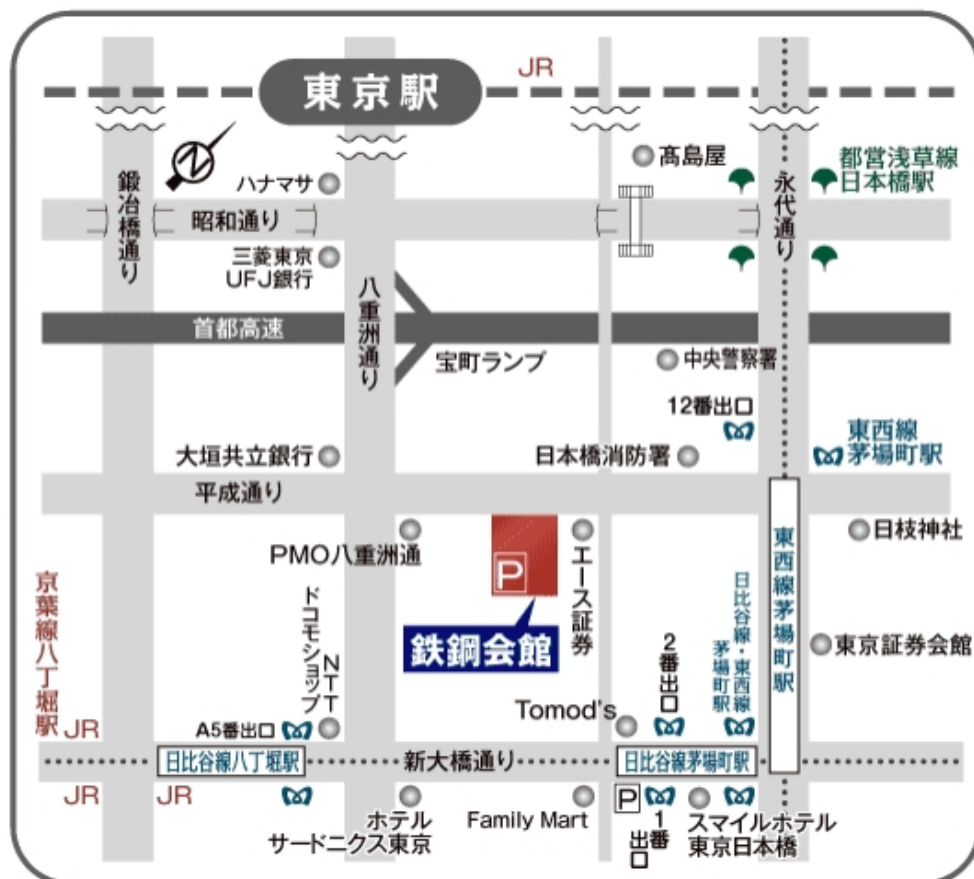 JR
東京駅
髙島屋
都営浅草線
日本橋駅
ハナマサ
鍛冶橋通り
昭和通り
永代通り
三菱東京
UFJ銀行
八重洲通り
首都高速
宝町ランプ
中央警察署
12番出口
東西線
茅場町駅
大垣共立銀行
日本橋消防署
平成通り
PMO八重洲通
P
エース証券
日枝神社
東西線茅場町駅
京葉線八丁堀駅
ドコモショップ
NTT
鉄鋼会館
2番出口
日比谷線・東西線
茅場町駅
東京証券会館
Tomod's
JR
A5番出口
日比谷線八丁堀駅
新大橋通り
日比谷線茅場町駅
JR
JR
ホテル
サードニクス東京
Family Mart
P
1番
出口
スマイルホテル
東京日本橋
N